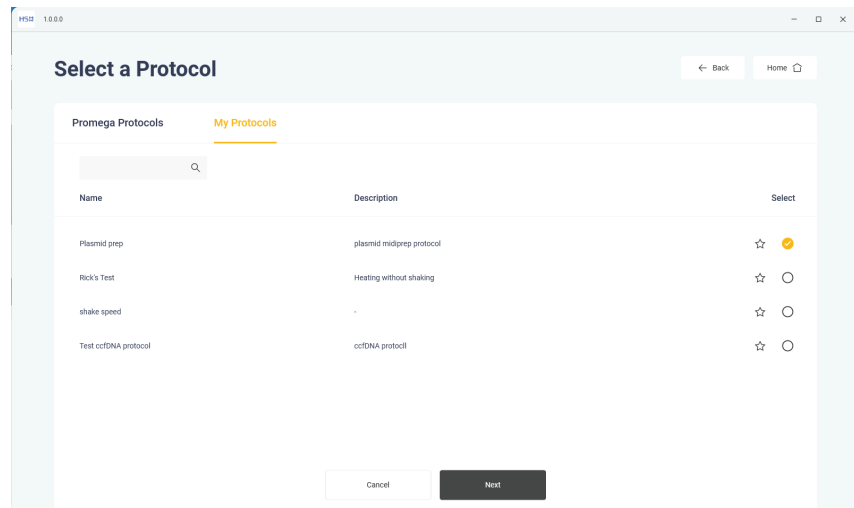 HSM 1.0.0.0
Select a Protocol
Back
Home
Promega Protocols My Protocols
Name Description Select
Plasmid prep plasmid midiprep protocol
Rick's Test Heating without shaking
shake speed -
Test ccfDNA protocol ccfDNA protocll
Cancel Next